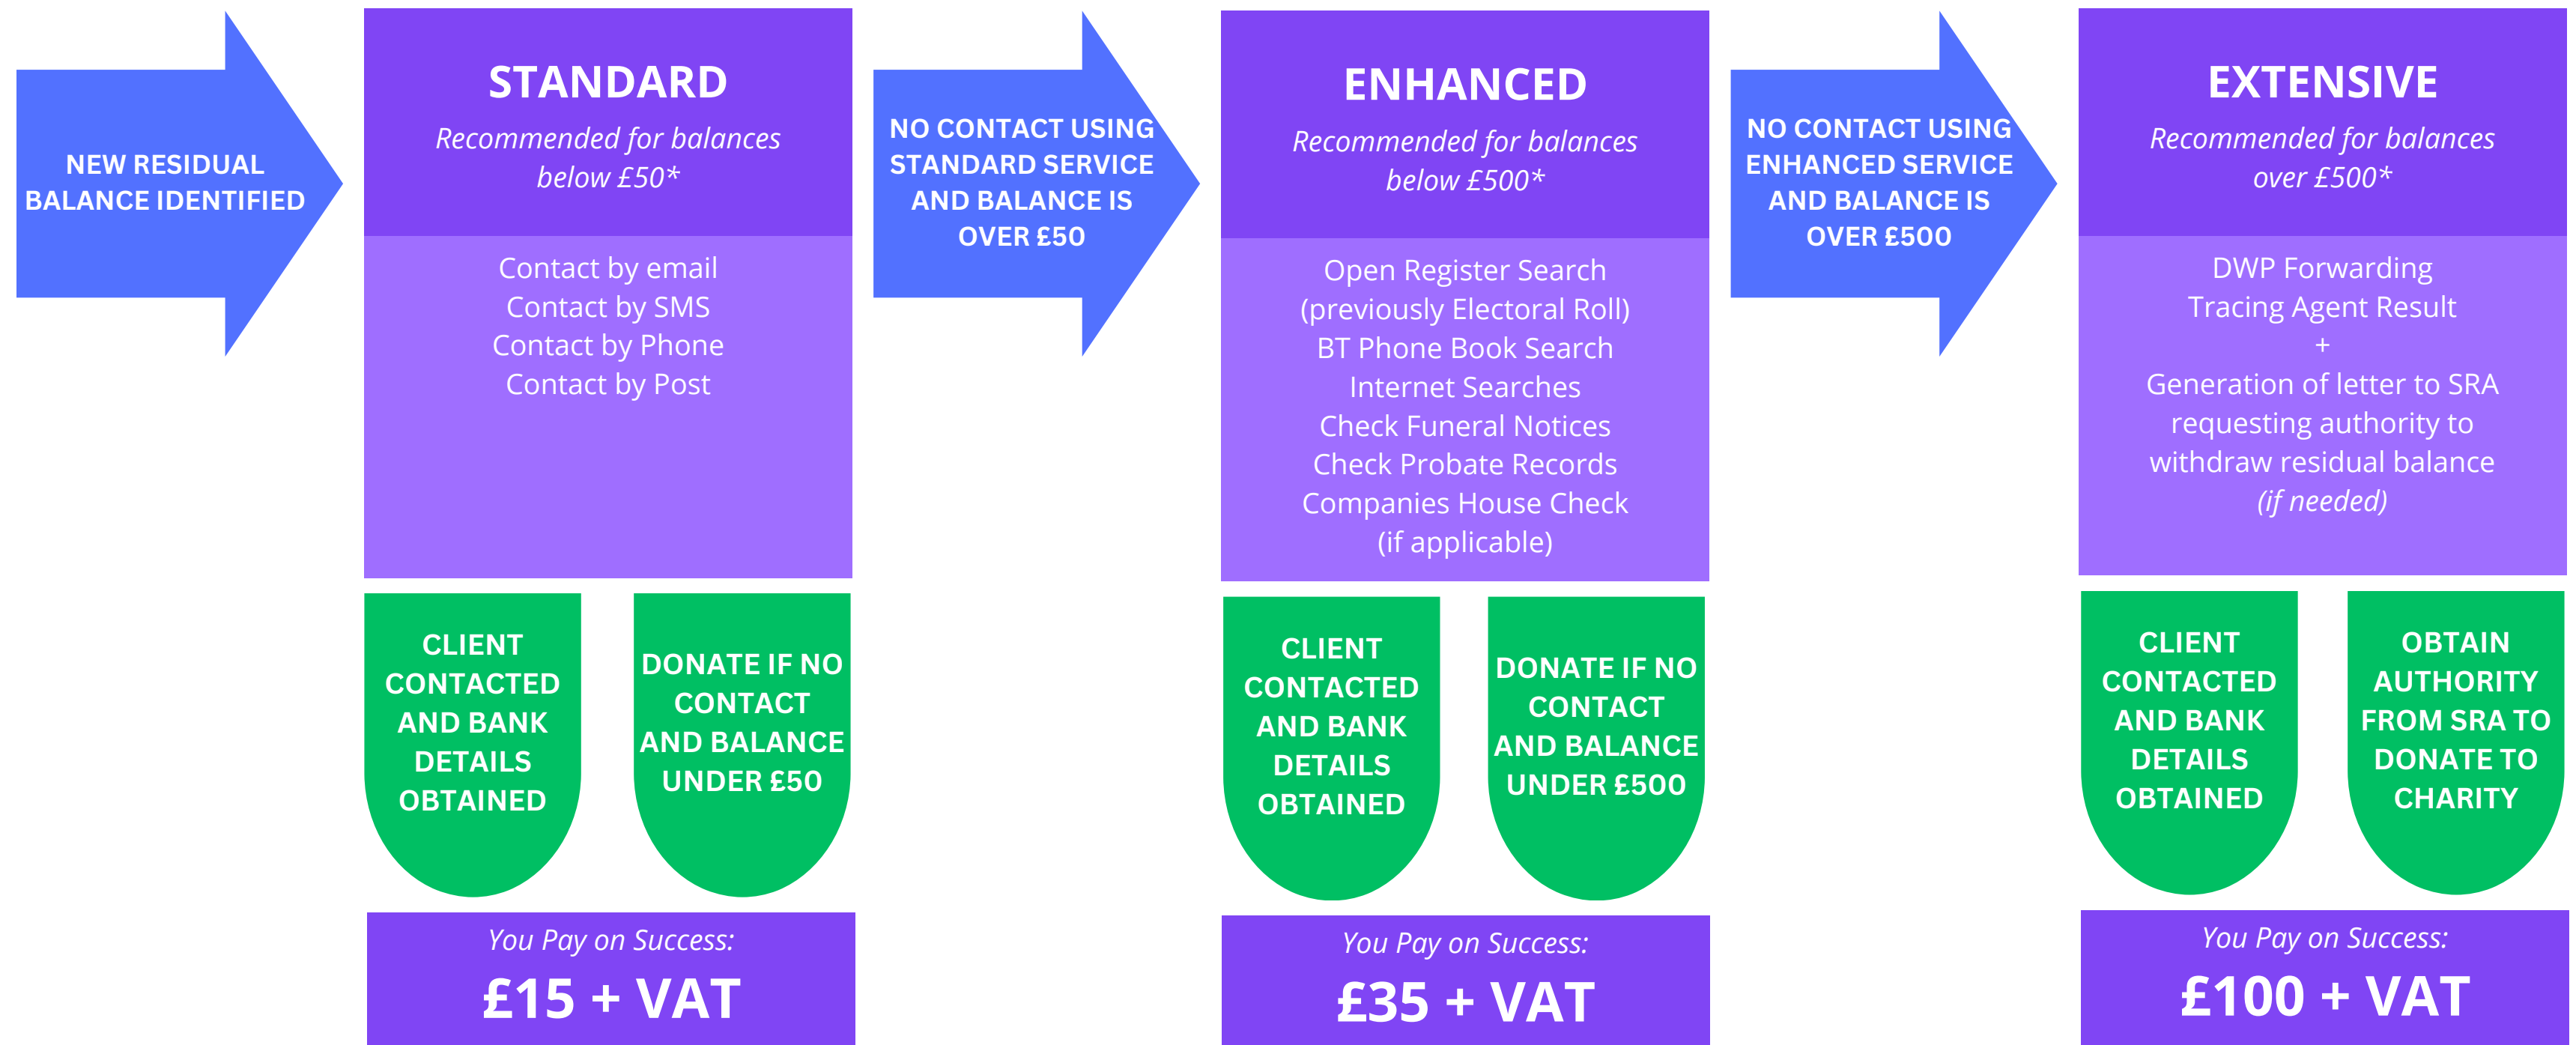 NEW RESIDUAL
BALANCE IDENTIFIED
STANDARD
Recommended for balances
below £50*
Contact by email
Contact by SMS
Contact by Phone
Contact by Post
CLIENT
CONTACTED
AND BANK
DETAILS
OBTAINED
DONATE IF NO
CONTACT
AND BALANCE
UNDER £50
You Pay on Success:
£15 + VAT
NO CONTACT USING
STANDARD SERVICE
AND BALANCE IS
OVER £50
ENHANCED
Recommended for balances
below £500*
Open Register Search
(previously Electoral Roll)
BT Phone Book Search
Internet Searches
Check Funeral Notices
Check Probate Records
Companies House Check
(if applicable)
CLIENT
CONTACTED
AND BANK
DETAILS
OBTAINED
DONATE IF NO
CONTACT
AND BALANCE
UNDER £500
You Pay on Success:
£35 + VAT
NO CONTACT USING
ENHANCED SERVICE
AND BALANCE IS
OVER £500
EXTENSIVE
Recommended for balances
over £500*
DWP Forwarding
Tracing Agent Result
+
Generation of letter to SRA
requesting authority to
withdraw residual balance
(if needed)
CLIENT
CONTACTED
AND BANK
DETAILS
OBTAINED
OBTAIN
AUTHORITY
FROM SRA TO
DONATE TO
CHARITY
You Pay on Success:
£100 + VAT